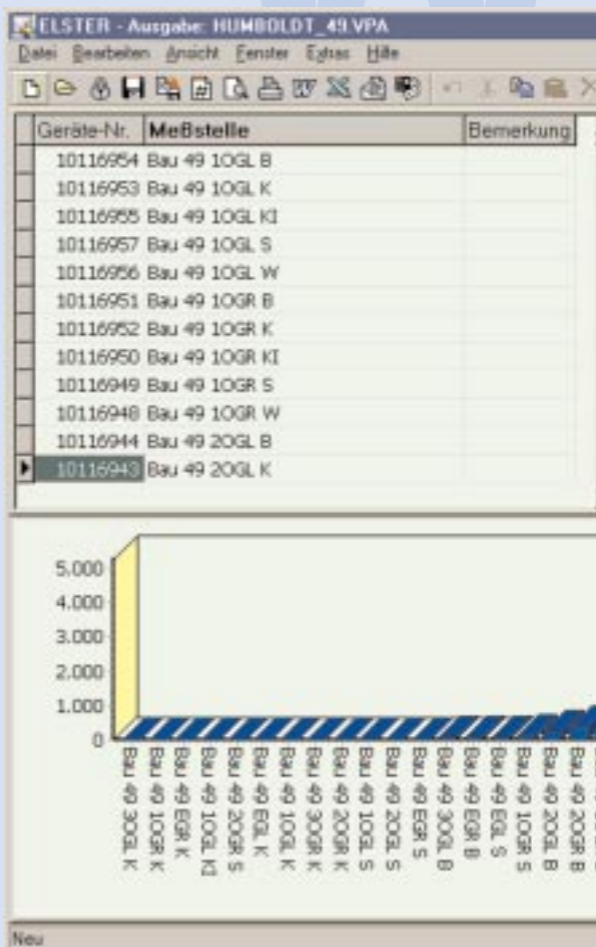 ELSTER - Ausgabe: HUMBOLDT_49.VPA
Datei Bearbeiten Ansicht Fenster Extras Hilfe
Geräte-Nr. Meßstelle Bemerkung
10116954 Bau 49 1OGL B
10116953 Bau 49 1OGL K
10116955 Bau 49 1OGL KI
10116957 Bau 49 1OGL S
10116956 Bau 49 1OGL W
10116951 Bau 49 1OGR B
10116952 Bau 49 1OGR K
10116950 Bau 49 1OGR KI
10116949 Bau 49 1OGR S
10116948 Bau 49 1OGR W
10116944 Bau 49 2OGL B
10116943 Bau 49 2OGL K
5.000
4.000
3.000
2.000
1.000
0
Bau 49 3OGL K
Bau 49 1OGR K
Bau 49 EGR K
Bau 49 1OGL KI
Bau 49 2OGR S
Bau 49 EGL K
Bau 49 1OGL K
Bau 49 3OGR K
Bau 49 2OGR K
Bau 49 1OGL S
Bau 49 2OGL S
Bau 49 EGR S
Bau 49 3OGL B
Bau 49 EGR B
Bau 49 EGL S
Bau 49 1OGR S
Bau 49 2OGL B
Bau 49 2OGR B
Neu